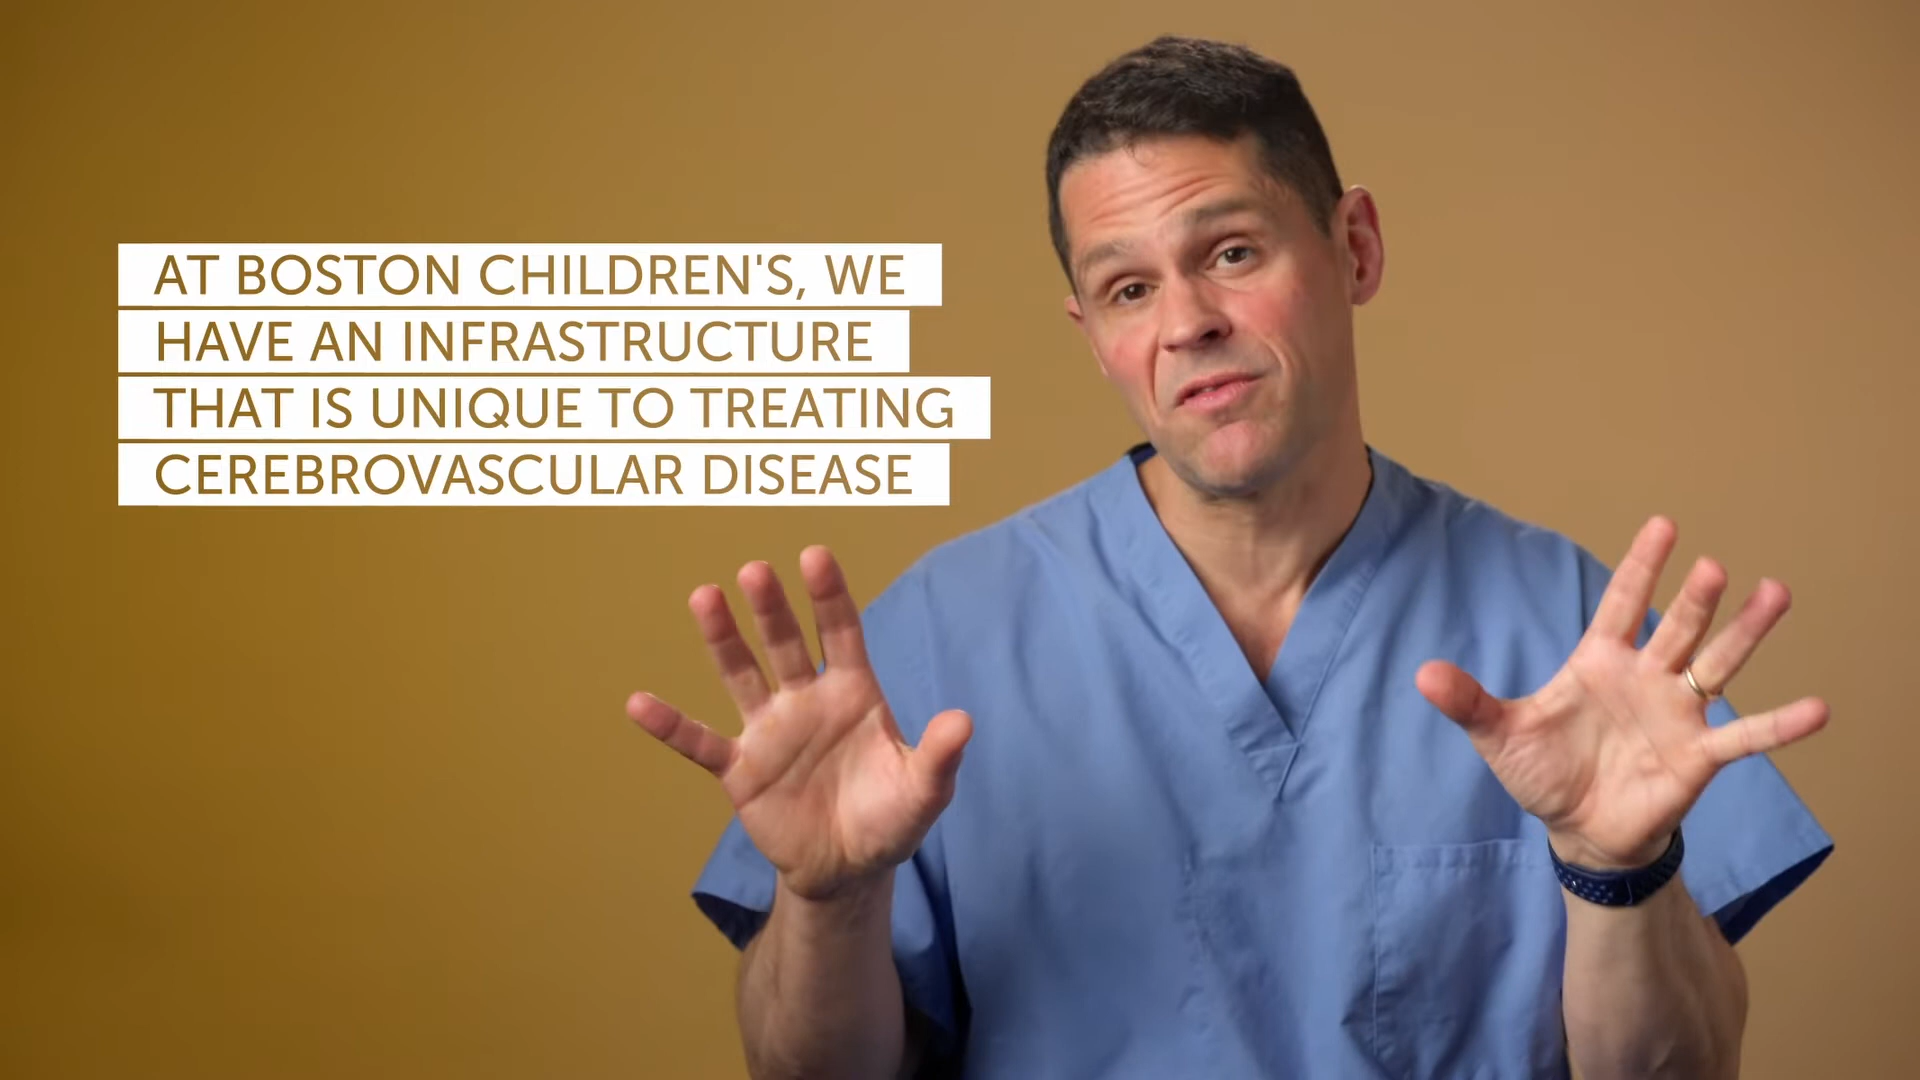 AT BOSTON CHILDREN'S, WE
HAVE AN INFRASTRUCTURE
THAT IS UNIQUE TO TREATING
CEREBROVASCULAR DISEASE